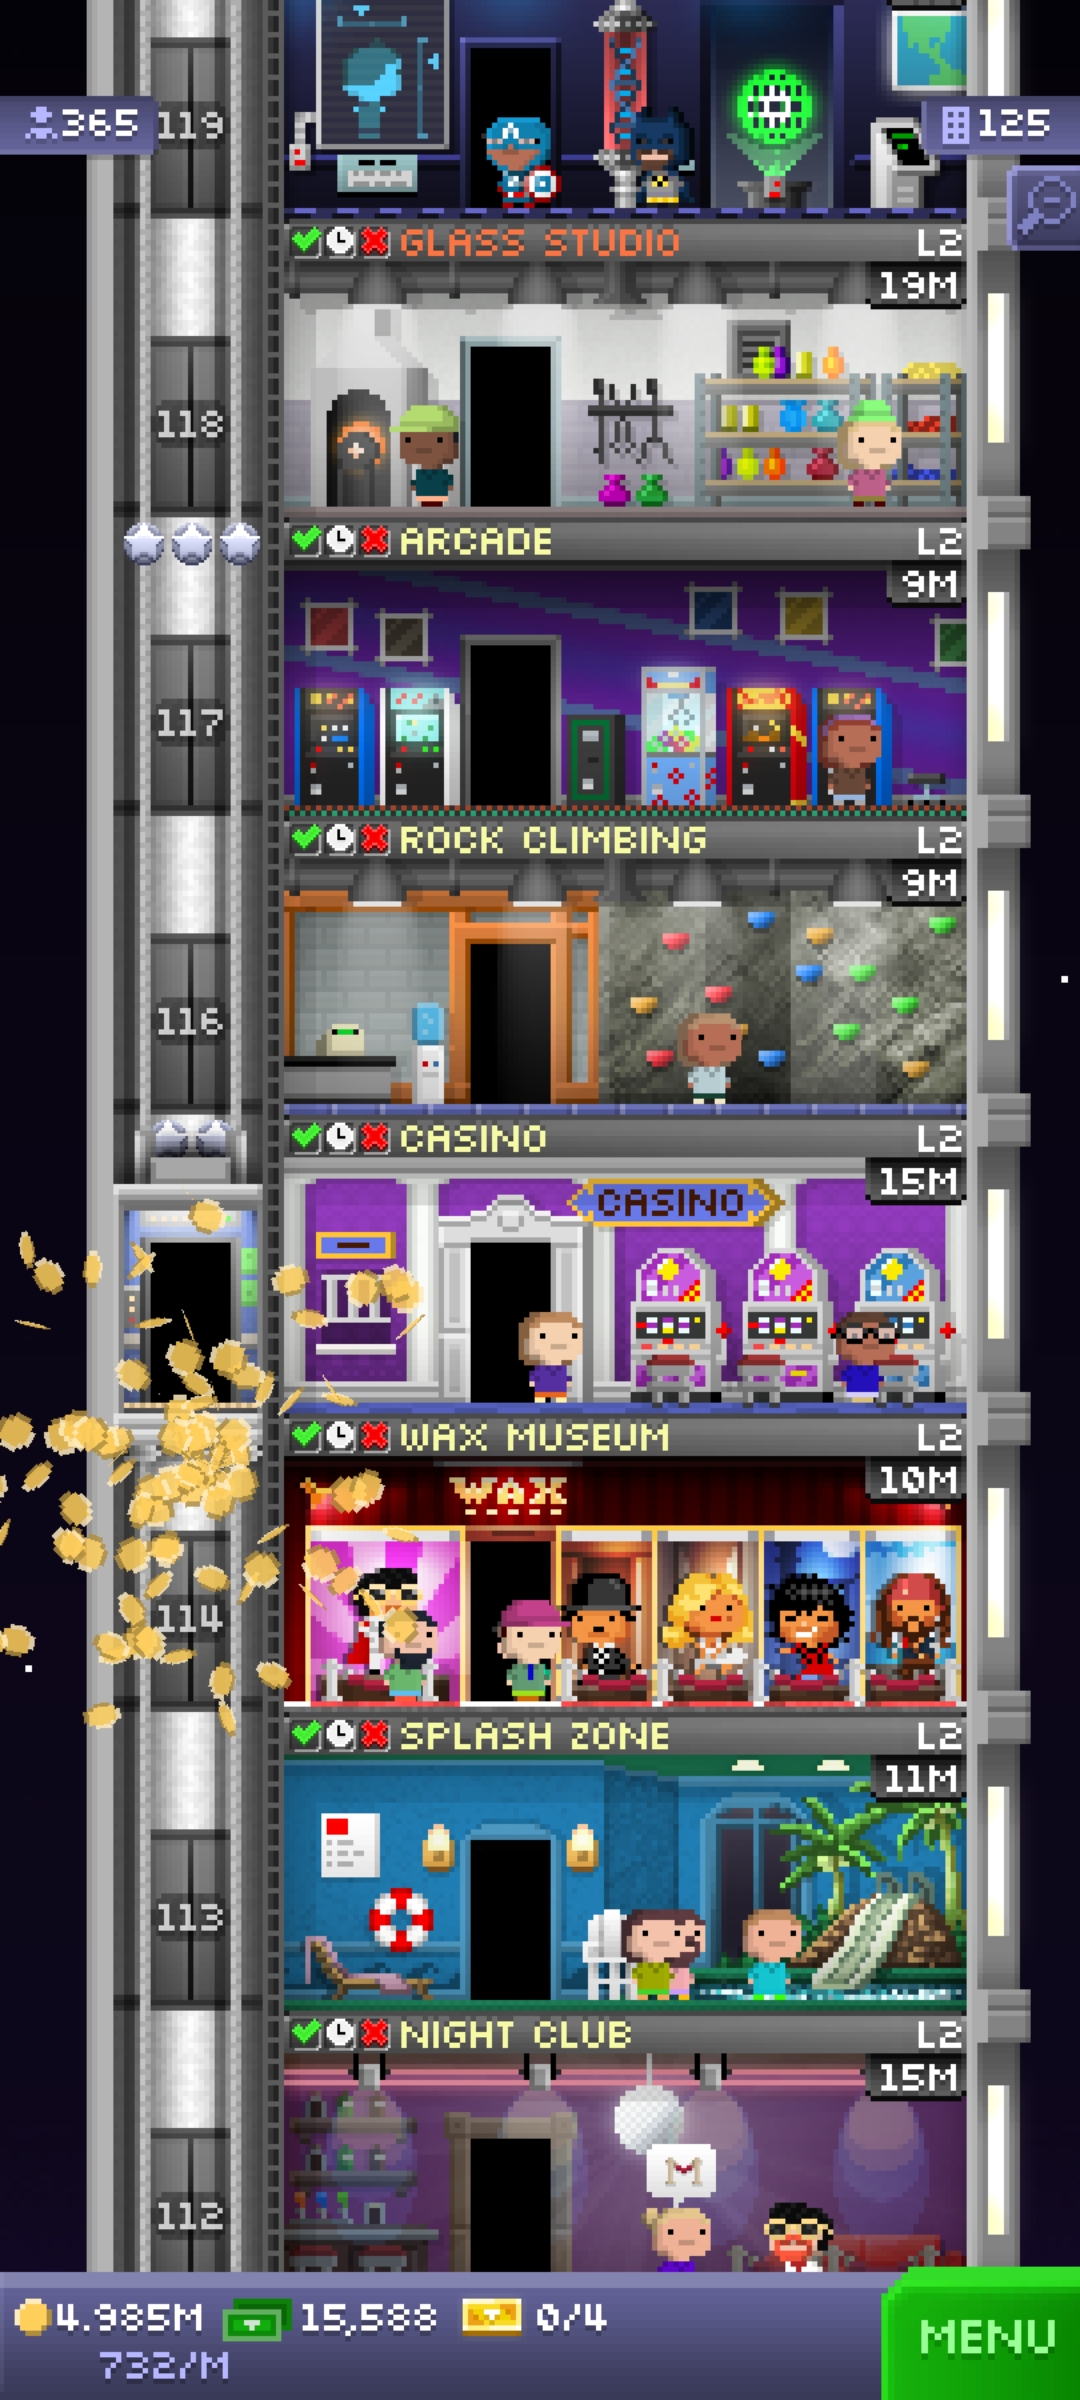 365
119
125
GLASS STUDIO L2
19M
118
ARCADE L2
9M
117
ROCK CLIMBING L2
9M
116
CASINO L2
15M
CASINO
WAX MUSEUM L2
10M
WAX
114
SPLASH ZONE L2
11M
113
NIGHT CLUB L2
15M
M
112
4.985M 15,588 0/4
732/M
MENU